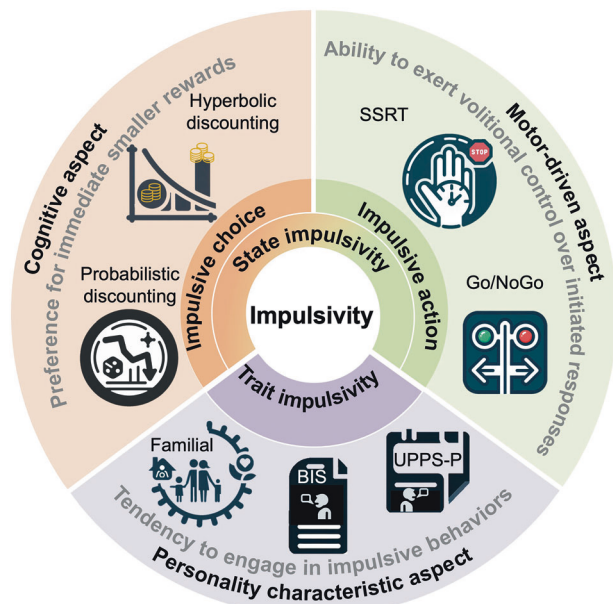 Impulsivity
State impulsivity
Trait impulsivity
Impulsive choice
Impulsive action
Cognitive aspect
Preference for immediate smaller rewards
Hyperbolic
discounting
Probabilistic
discounting
Motor-driven aspect
Ability to exert volitional control over initiated responses
SSRT
STOP
Go/NoGo
Familial
BIS
UPPS-P
Tendency to engage in impulsive behaviors
Personality characteristic aspect